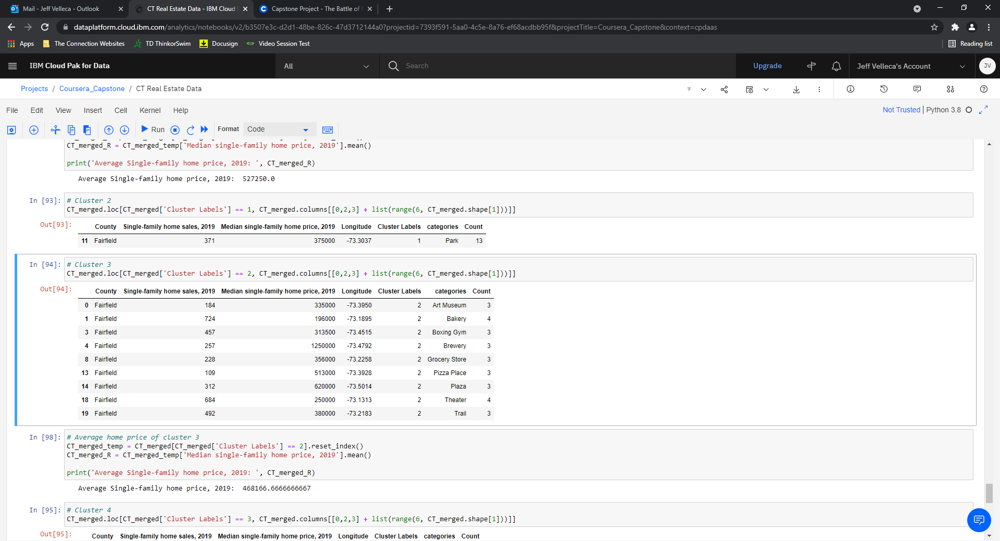 Mail - Jeff Velleca - Outlook
CT Real Estate Data - IBM Cloud
Capstone Project - The Battle of
dataplatform.cloud.ibm.com/analytics/notebooks/v2/b3507e3c-d2d1-48be-826c-47d3712144a0?projectid=7393f591-5aa0-4c5e-8a76-ef68acdbb95f&projectTitle=Coursera_Capstone&context=cpdaas
Apps The Connection Websites TD ThinkorSwim Docusign Video Session Test Reading list
IBM Cloud Pak for Data All Search Upgrade Jeff Velleca's Account JV
Projects / Coursera_Capstone / CT Real Estate Data
File Edit View Insert Cell Kernel Help Not Trusted | Python 3.8
Run Format Code
CT_merged_R = CT_merged_temp['Median single-family home price, 2019'].mean()
print('Average Single-family home price, 2019: ', CT_merged_R)
Average Single-family home price, 2019:  527250.0
In [93]: # Cluster 2
CT_merged.loc[CT_merged['Cluster Labels'] == 1, CT_merged.columns[[0,2,3] + list(range(6, CT_merged.shape[1]))]]
Out[93]:
County Single-family home sales, 2019 Median single-family home price, 2019 Longitude Cluster Labels categories Count
11 Fairfield 371 375000 -73.3037 1 Park 13
In [94]: # Cluster 3
CT_merged.loc[CT_merged['Cluster Labels'] == 2, CT_merged.columns[[0,2,3] + list(range(6, CT_merged.shape[1]))]]
Out[94]:
County Single-family home sales, 2019 Median single-family home price, 2019 Longitude Cluster Labels categories Count
0 Fairfield 184 335000 -73.3950 2 Art Museum 3
1 Fairfield 724 196000 -73.1895 2 Bakery 4
3 Fairfield 457 313500 -73.4515 2 Boxing Gym 3
4 Fairfield 257 1250000 -73.4792 2 Brewery 3
8 Fairfield 228 356000 -73.2258 2 Grocery Store 3
13 Fairfield 109 513000 -73.3928 2 Pizza Place 3
14 Fairfield 312 620000 -73.5014 2 Plaza 3
18 Fairfield 684 250000 -73.1313 2 Theater 4
19 Fairfield 492 380000 -73.2183 2 Trail 3
In [98]: # Average home price of cluster 3
CT_merged_temp = CT_merged[CT_merged['Cluster Labels'] == 2].reset_index()
CT_merged_R = CT_merged_temp['Median single-family home price, 2019'].mean()
print('Average Single-family home price, 2019: ', CT_merged_R)
Average Single-family home price, 2019:  468166.6666666667
In [95]: # Cluster 4
CT_merged.loc[CT_merged['Cluster Labels'] == 3, CT_merged.columns[[0,2,3] + list(range(6, CT_merged.shape[1]))]]
Out[95]:
County Single-family home sales, 2019 Median single-family home price, 2019 Longitude Cluster Labels categories Count